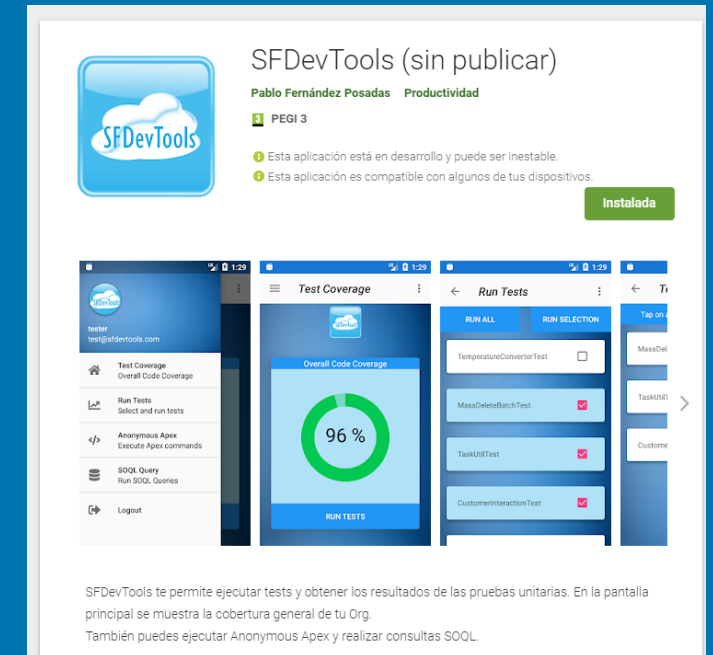 SFDevTools (sin publicar)
Pablo Fernández Posadas Productividad
3 PEGI 3
Esta aplicación está en desarrollo y puede ser inestable.
Esta aplicación es compatible con algunos de tus dispositivos.
Instalada
SFDevTools
1:29
SFDevTools
tester
test@sfdevtools.com
Test Coverage
Overall Code Coverage
Run Tests
Select and run tests
Anonymous Apex
Execute Apex commands
SOQL Query
Run SOQL Queries
Logout
1:29
Test Coverage
SFDevTools
Overall Code Coverage
96 %
RUN TESTS
1:29
Run Tests
RUN ALL RUN SELECTION
TemperatureConverterTest
MassDeleteBatchTest
TaskUtilTest
CustomerInteractionTest
Tap on
MassDel
TaskUtilT
Custome
SFDevTools te permite ejecutar tests y obtener los resultados de las pruebas unitarias. En la pantalla
principal se muestra la cobertura general de tu Org.
También puedes ejecutar Anonymous Apex y realizar consultas SOQL.